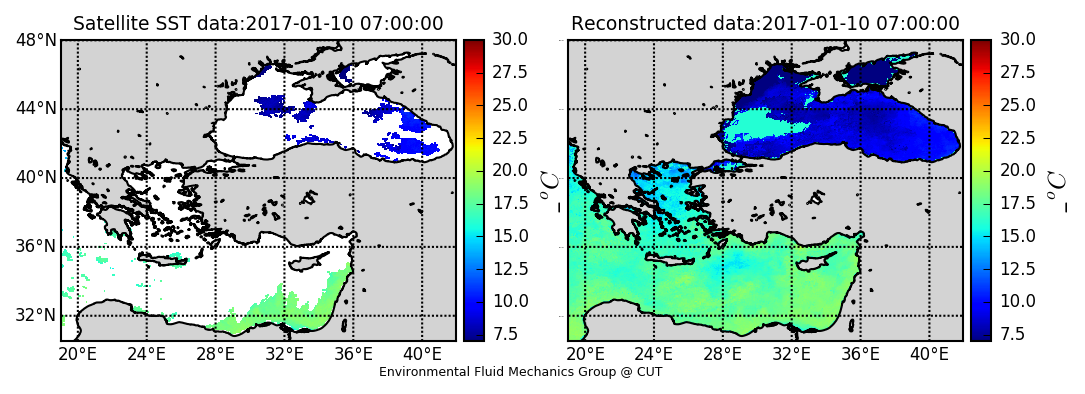 Satellite SST data:2017-01-10 07:00:00
48°N
44°N
40°N
36°N
32°N
20°E 24°E 28°E 32°E 36°E 40°E
30.0
27.5
25.0
22.5
20.0
17.5
15.0
12.5
10.0
7.5
_ °C
Reconstructed data:2017-01-10 07:00:00
20°E 24°E 28°E 32°E 36°E 40°E
30.0
27.5
25.0
22.5
20.0
17.5
15.0
12.5
10.0
7.5
_ °C
Environmental Fluid Mechanics Group @ CUT